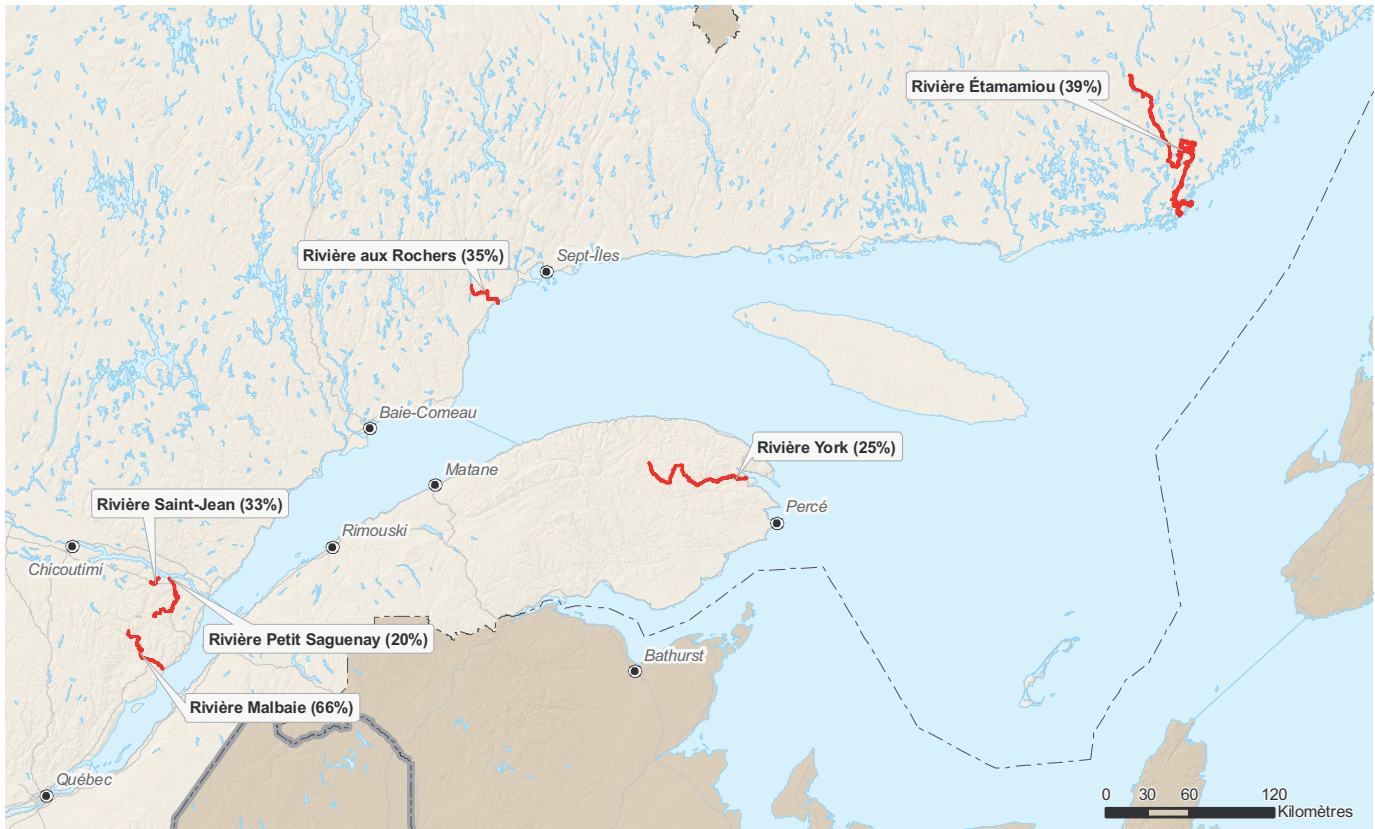 Rivière Étamamiou (39%)
Rivière aux Rochers (35%)
Sept-Îles
Baie-Comeau
Rivière York (25%)
Matane
Rivière Saint-Jean (33%)
Percé
Rimouski
Chicoutimi
Rivière Petit Saguenay (20%)
Bathurst
Rivière Malbaie (66%)
Québec
0 30 60 120
Kilomètres